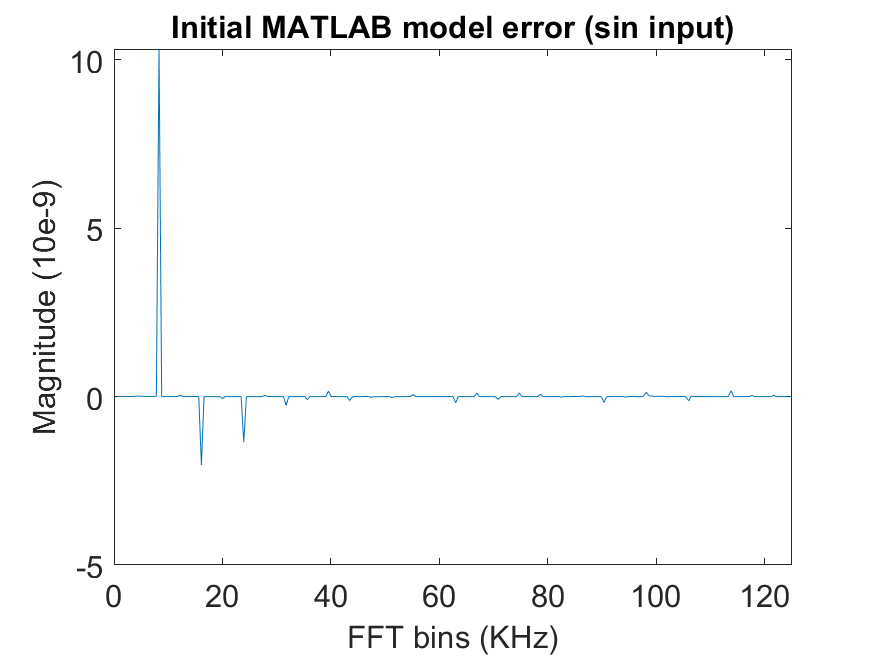 Initial MATLAB model error (sin input)
10
5
0
-5
Magnitude (10e-9)
0 20 40 60 80 100 120
FFT bins (KHz)